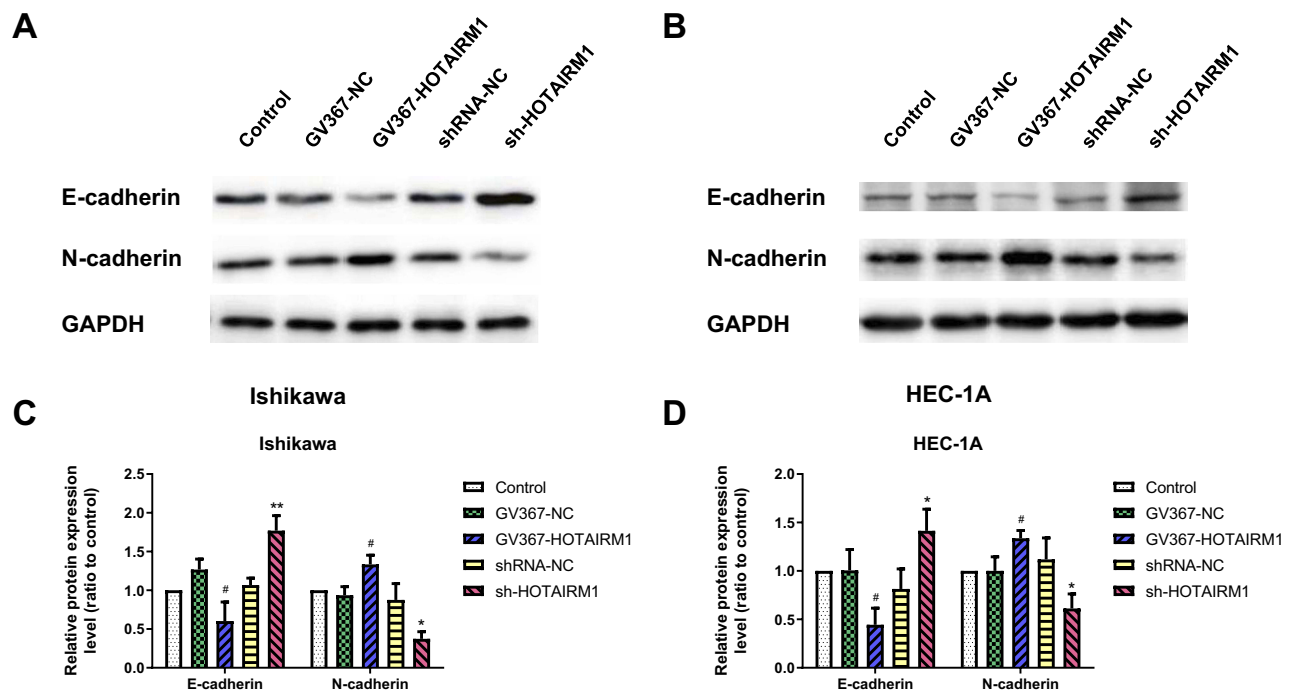 A
Control
GV367-NC
GV367-HOTAIRM1
shRNA-NC
sh-HOTAIRM1
E-cadherin
N-cadherin
GAPDH
Ishikawa
B
Control
GV367-NC
GV367-HOTAIRM1
shRNA-NC
sh-HOTAIRM1
E-cadherin
N-cadherin
GAPDH
HEC-1A
C
Ishikawa
Relative protein expression
level (ratio to control)
2.5
2.0
1.5
1.0
0.5
0.0
#
**
#
*
E-cadherin
N-cadherin
Control
GV367-NC
GV367-HOTAIRM1
shRNA-NC
sh-HOTAIRM1
D
HEC-1A
Relative protein expression
level (ratio to control)
2.0
1.5
1.0
0.5
0.0
#
*
#
*
E-cadherin
N-cadherin
Control
GV367-NC
GV367-HOTAIRM1
shRNA-NC
sh-HOTAIRM1